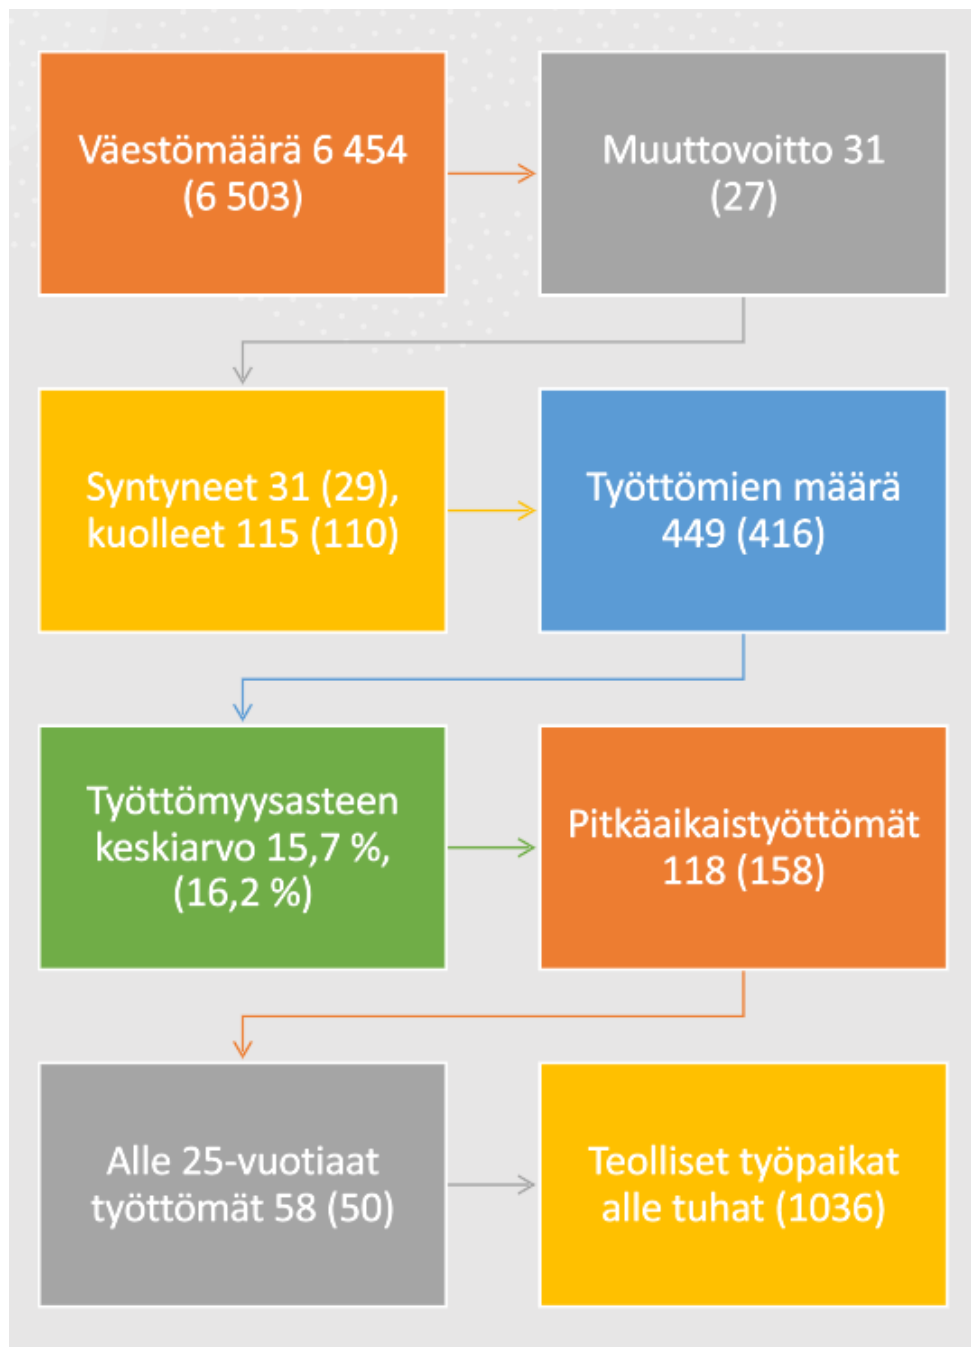 Väestömäärä 6 454
(6 503)
Muuttovoitto 31
(27)
Syntyneet 31 (29),
kuolleet 115 (110)
Työttömien määrä
449 (416)
Työttömyysasteen
keskiarvo 15,7 %,
(16,2 %)
Pitkäaikaistyöttömät
118 (158)
Alle 25-vuotiaat
työttömät 58 (50)
Teolliset työpaikat
alle tuhat (1036)